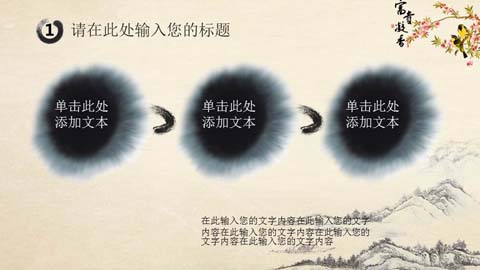 1 请在此处输入您的标题
富贵凝香
单击此处
添加文本
单击此处
添加文本
单击此处
添加文本
在此输入您的文字内容在此输入您的文字
内容在此输入您的文字内容在此输入您的
文字内容在此输入您的文字内容